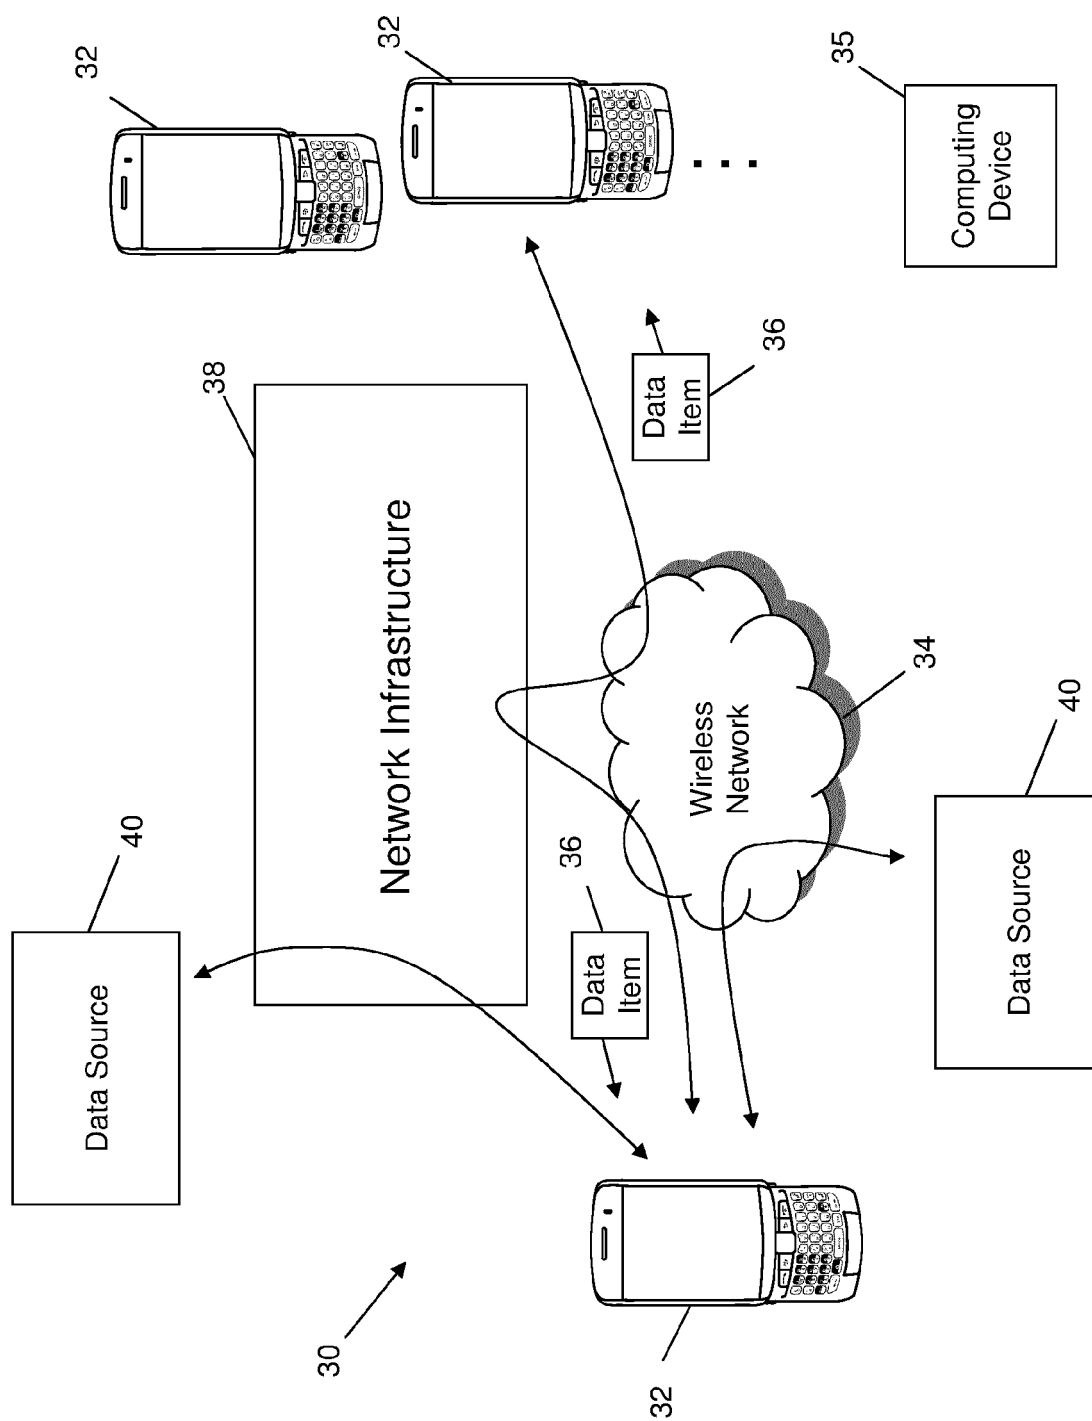 Data Source
40
32
38
30
Network Infrastructure
32
36
Data
Item
Data
Item
36
32
Wireless
Network
35
34
Computing
Device
Data Source
40